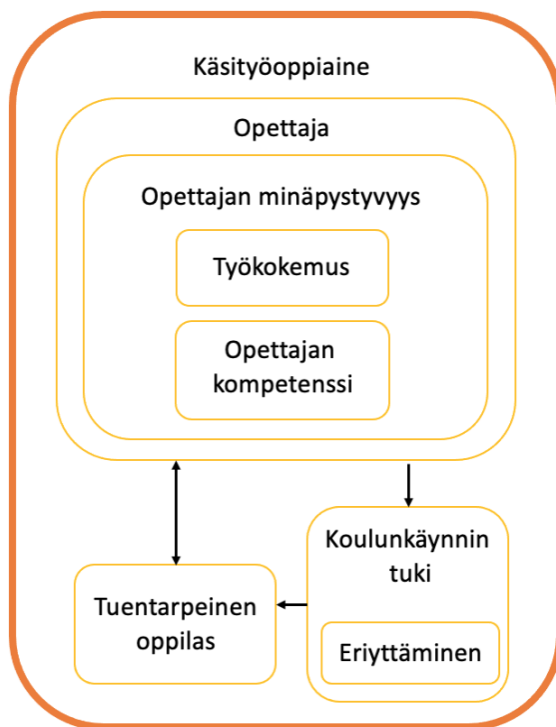 Käsityöoppiaine
Opettaja
Opettajan minäpystyvyys
Työkokemus
Opettajan
kompetenssi
Koulunkäynnin
tuki
Tuentarpeinen
oppilas
Eriyttäminen